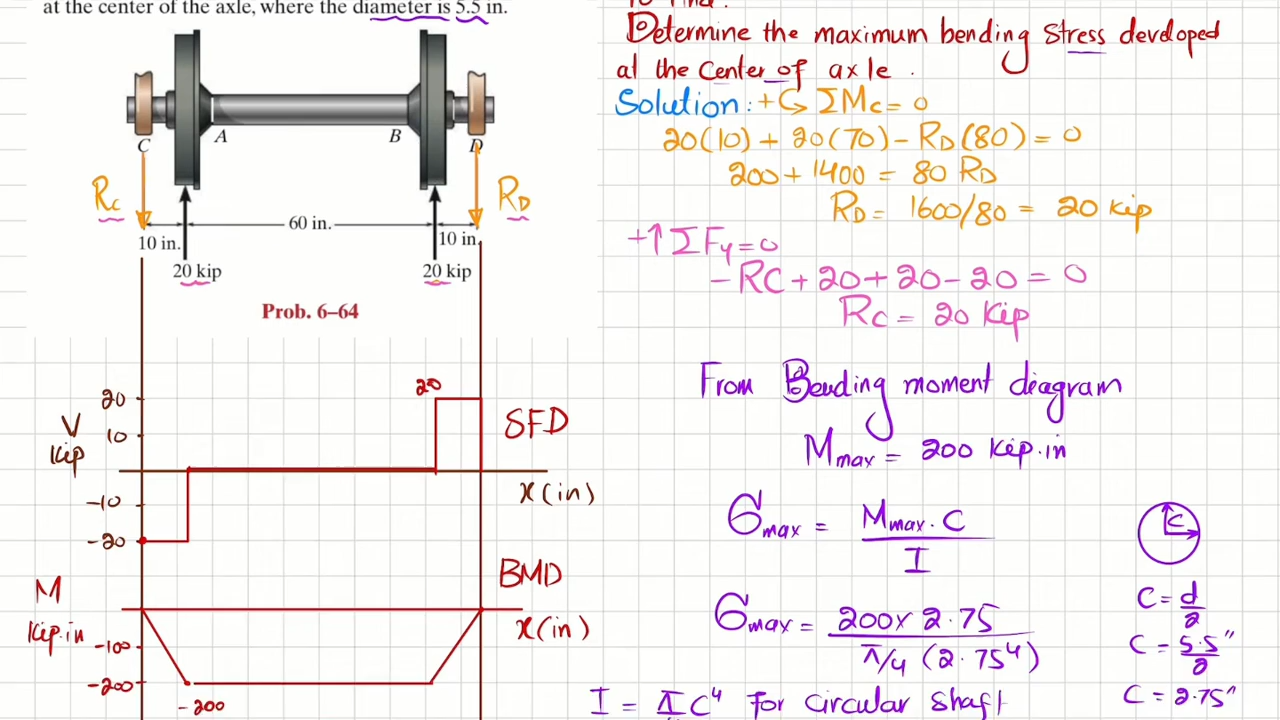 at the center of the axle, where the diameter is 5.5 in.
C
A
B
D
Rc
RD
10 in.
60 in.
10 in.
20 kip
20 kip
Prob. 6–64
Determine the maximum bending stress developed
at the center of axle.
Solution: +↻ ΣMc = 0
20(10) + 20(70) - RD(80) = 0
200 + 1400 = 80 RD
RD = 1600/80 = 20 kip
+↑ ΣFy = 0
- RC + 20 + 20 - 20 = 0
Rc = 20 kip
From Bending moment diagram
Mmax = 200 kip.in
σmax = Mmax . C / I
σmax = 200 x 2.75 / π/4 (2.75⁴)
I = π C⁴ for circular shaft
C
C = d/2
C = 5.5"/2
C = 2.75"
V
kip
20
10
-10
-20
20
SFD
x(in)
M
kip.in
-100
-200
-200
BMD
x(in)